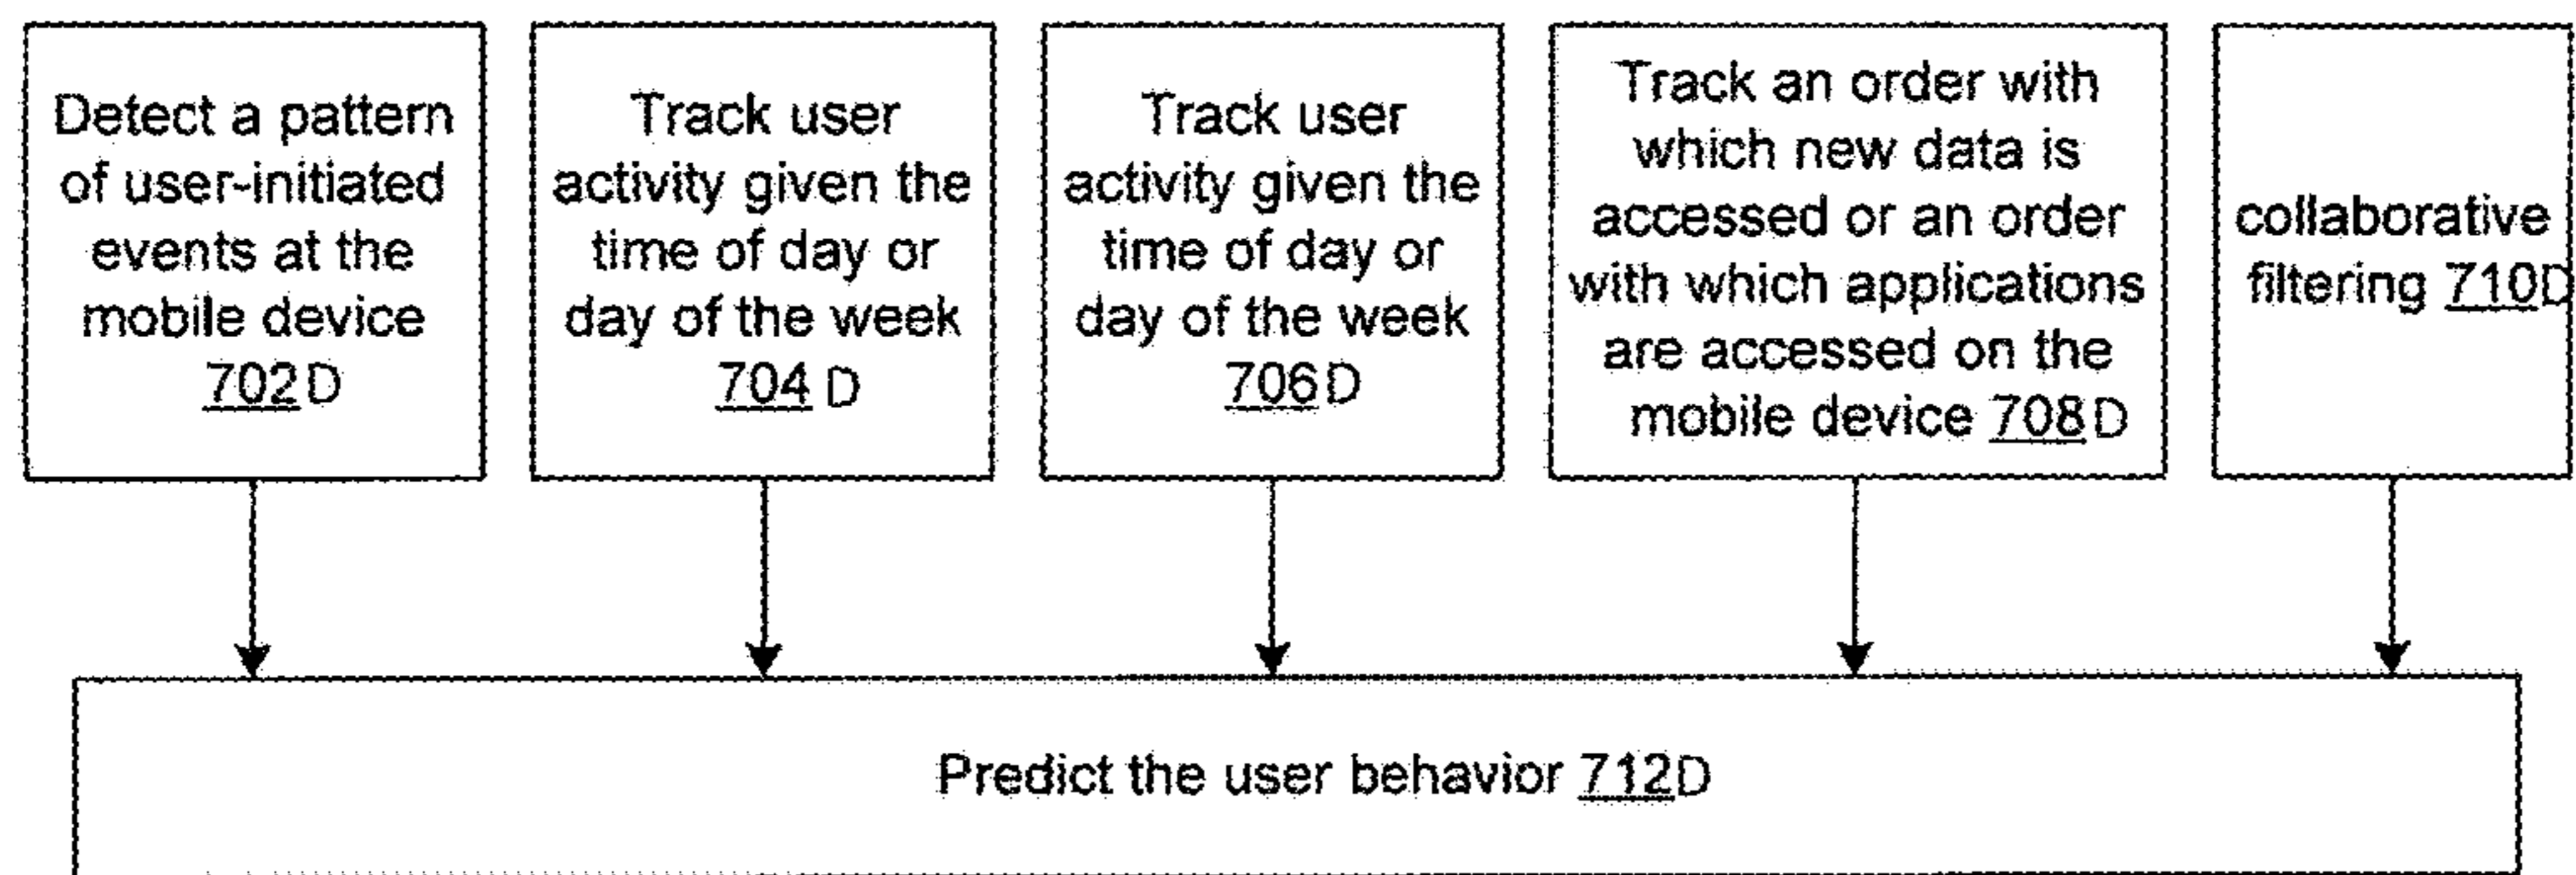 Detect a pattern
of user-initiated
events at the
mobile device
702D
Track user
activity given the
time of day or
day of the week
704 D
Track user
activity given the
time of day or
day of the week
706D
Track an order with
which new data is
accessed or an order
with which applications
are accessed on the
mobile device 708D
collaborative
filtering 710D
Predict the user behavior 712D